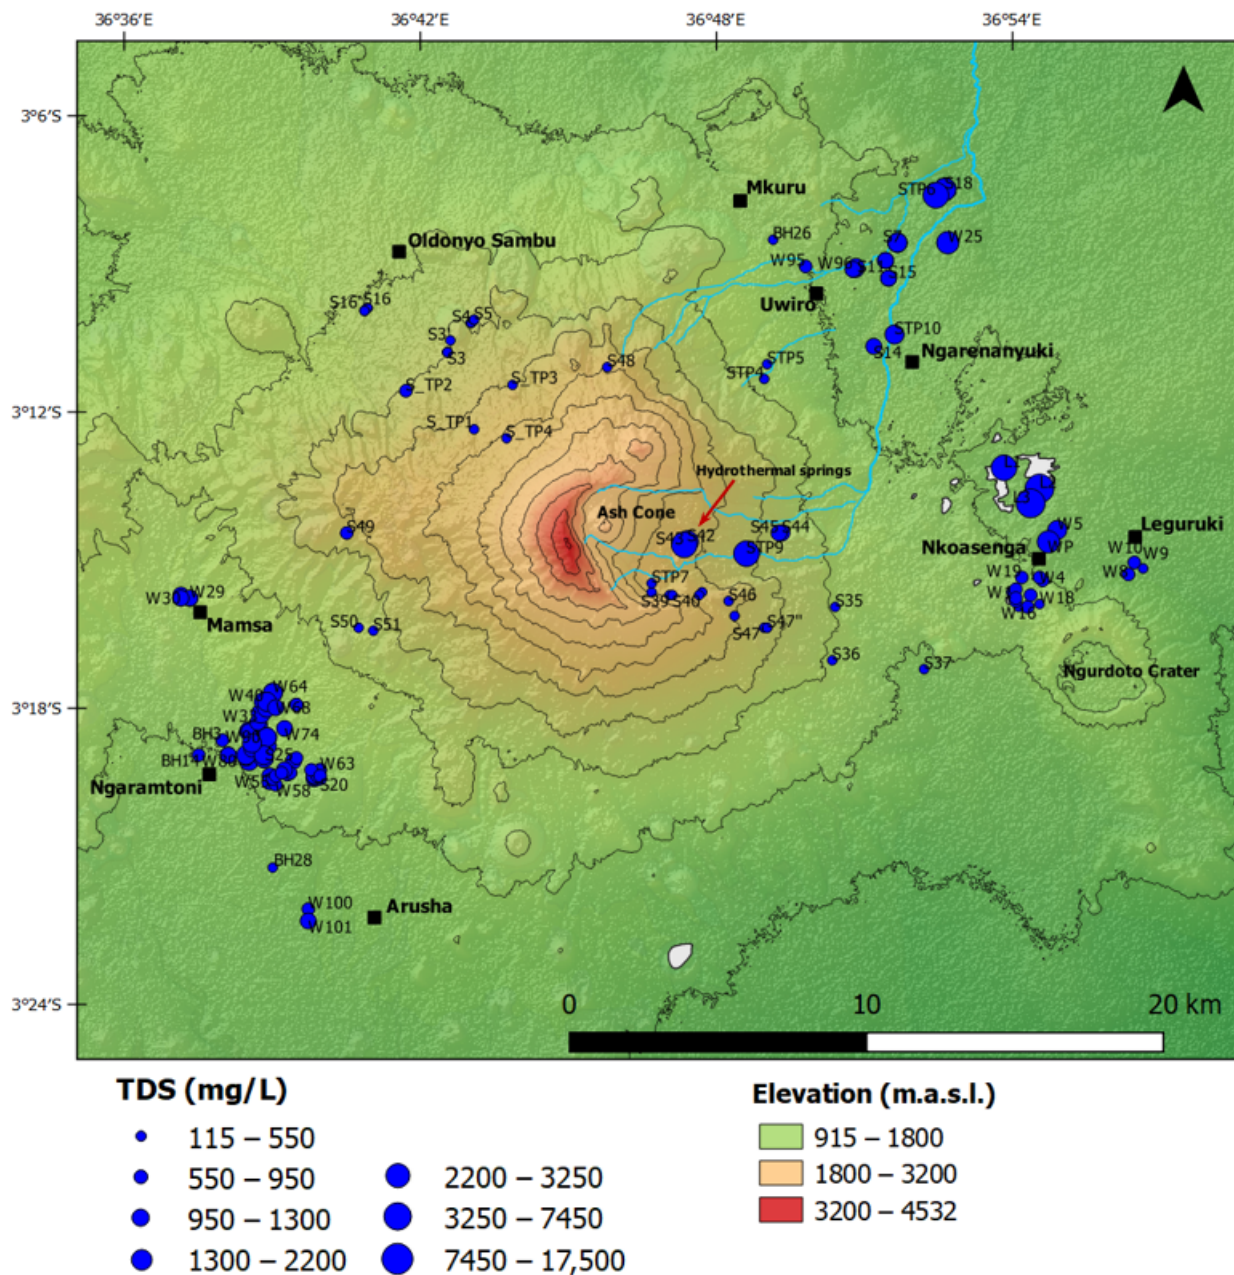 36°36'E 36°42'E 36°48'E 36°54'E
3°6'S
Mkuru
STP6 S18
Oldonyo Sambu
BH26
S7
W25
W95 W96 S11
S15
Uwiro
S16" S16
S4 S5
S3'
S3
STP10
S14
Ngarenanyuki
S48
STP5
STP4
S_TP2
S_TP3
3°12'S
S_TP1
S_TP4
Hydrothermal springs
Ash Cone
S49
S43 S42
S45 S44
STP9
W5
WP
Leguruki
Nkoasenga
W10 W9
W8
STP7
S39 S40
S46
W19 W4
W18
W16
W30 W29
Mamsa
S35
S50 S51
S47 S47"
S36
S37
Ngurdoto Crater
W64
3°18'S
BH3
W74
BH14
W63
S20
Ngaramtoni
W58
BH28
W100
W101
Arusha
3°24'S
0 10 20 km
TDS (mg/L)
115 – 550
550 – 950
950 – 1300
1300 – 2200
2200 – 3250
3250 – 7450
7450 – 17,500
Elevation (m.a.s.l.)
915 – 1800
1800 – 3200
3200 – 4532